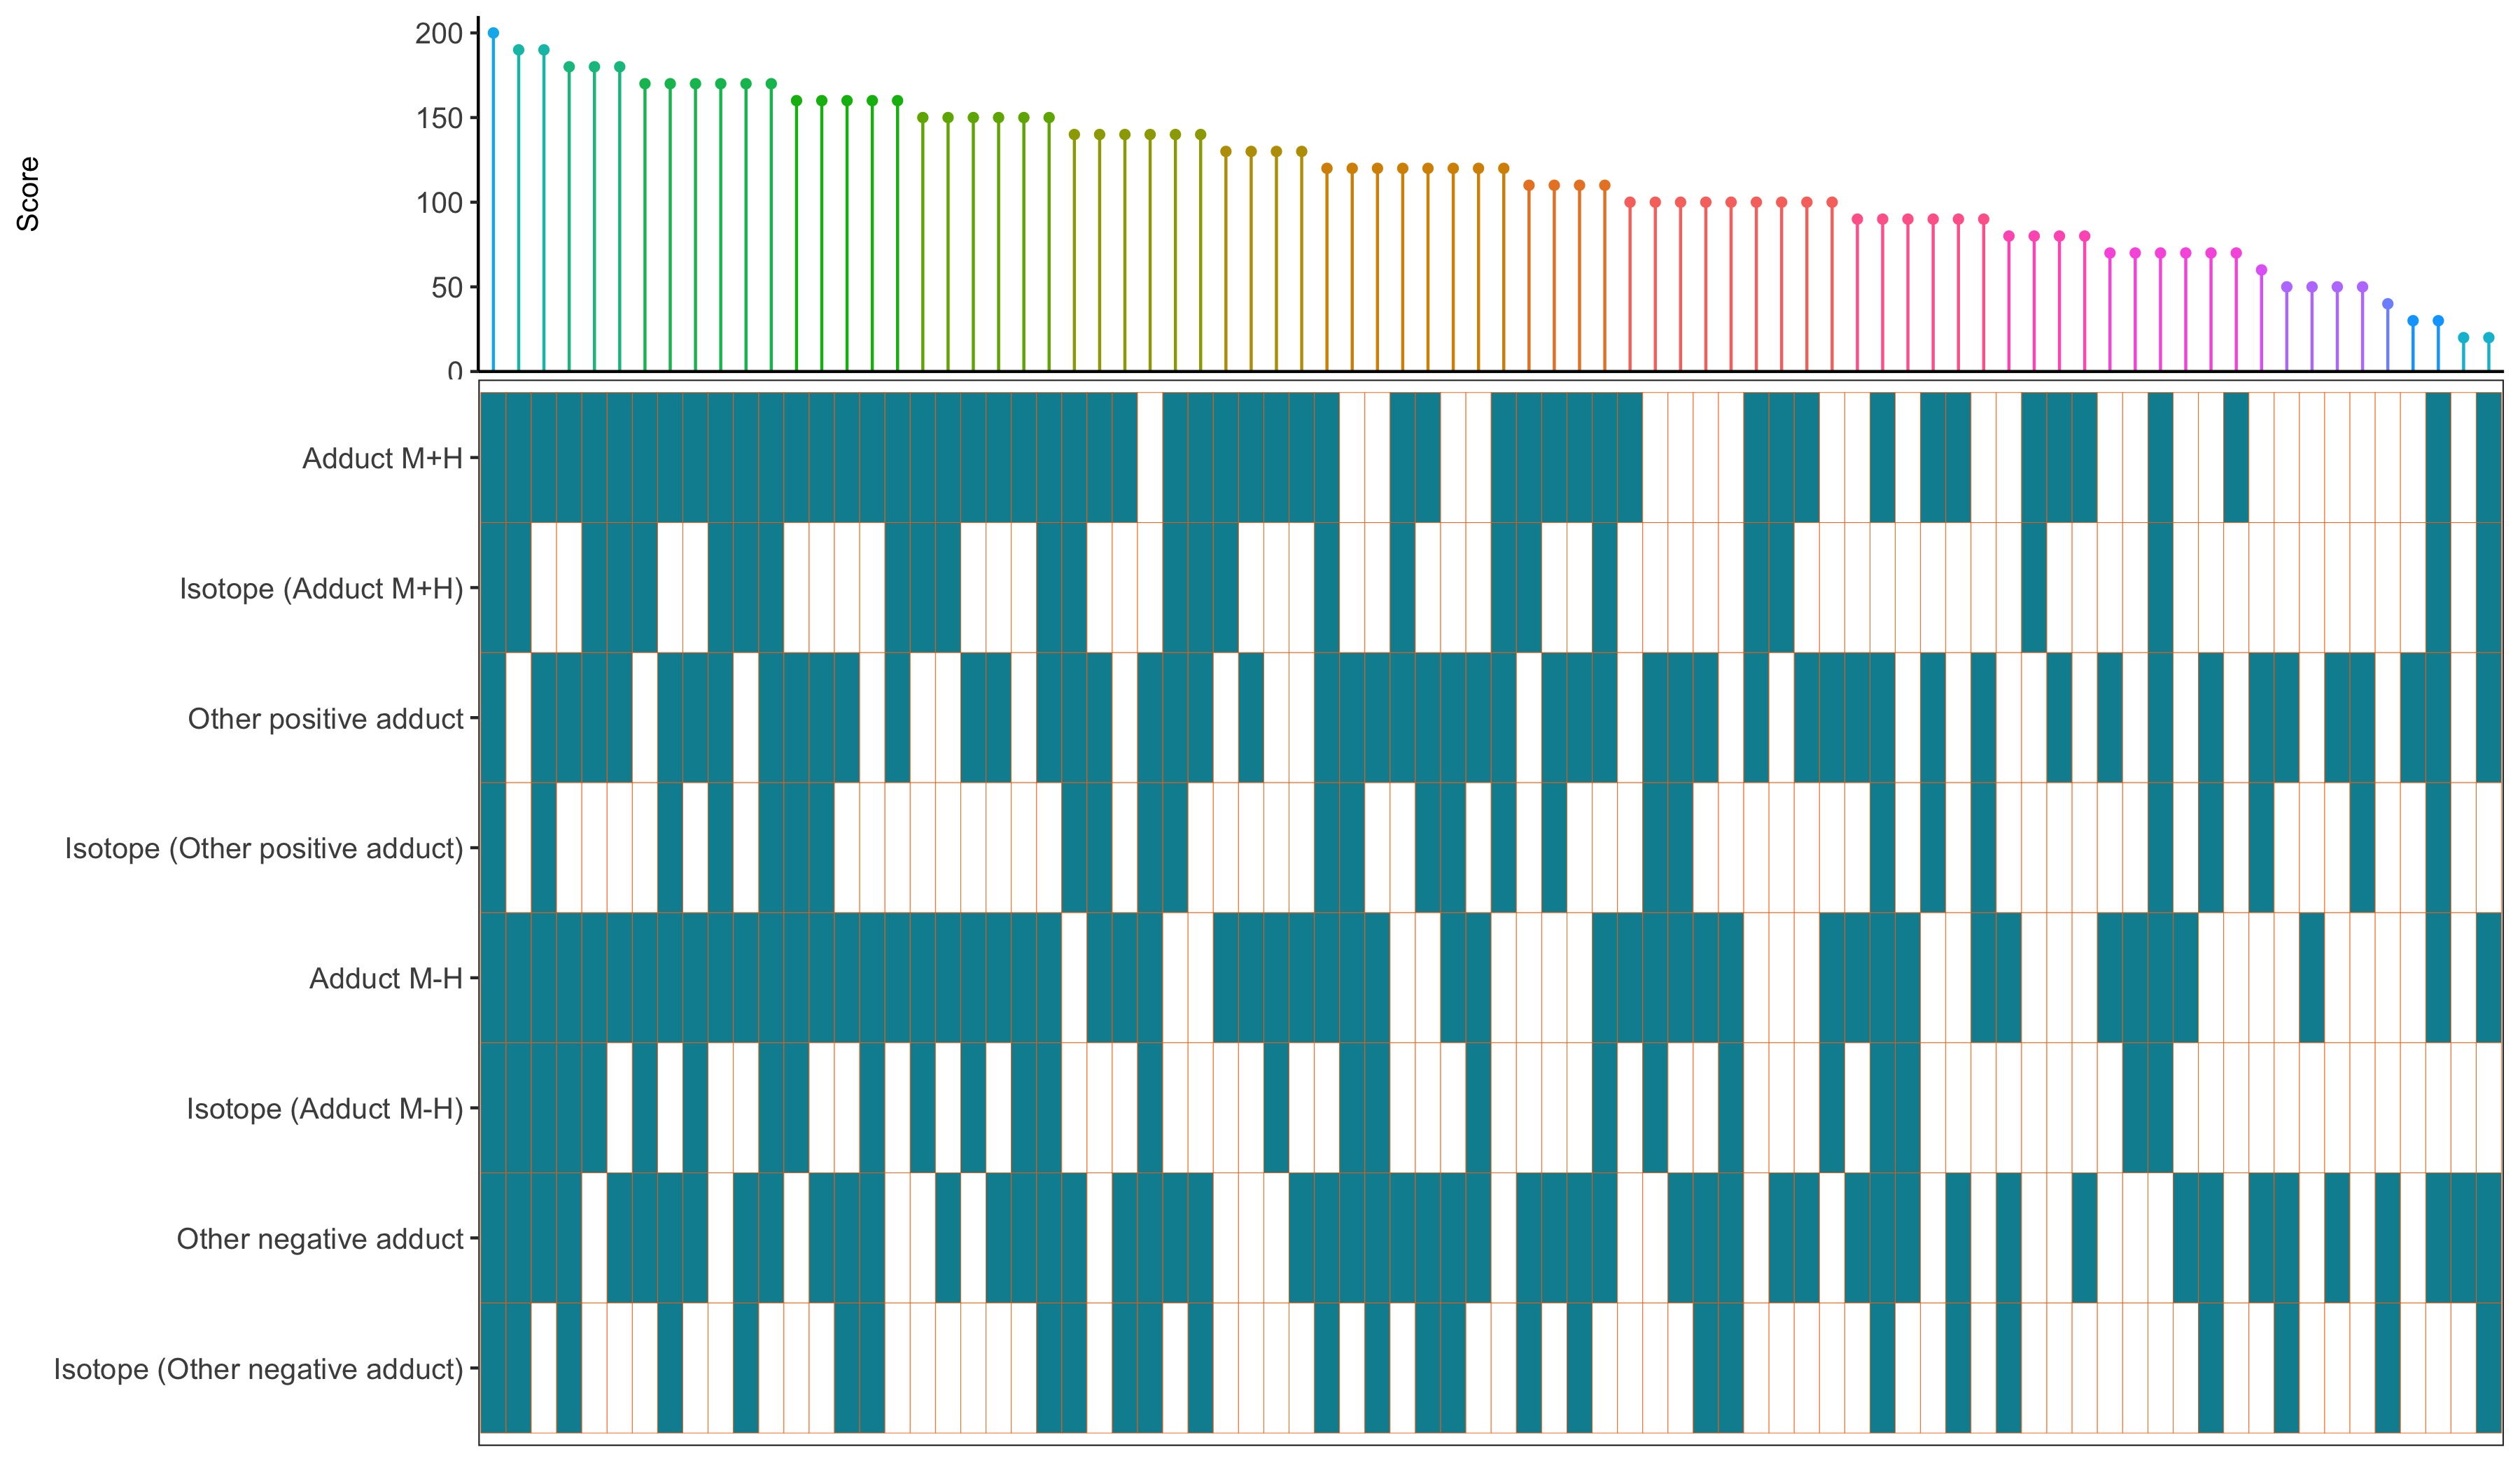 Score
200
150
100
50
0
Adduct M+H
Isotope (Adduct M+H)
Other positive adduct
Isotope (Other positive adduct)
Adduct M-H
Isotope (Adduct M-H)
Other negative adduct
Isotope (Other negative adduct)